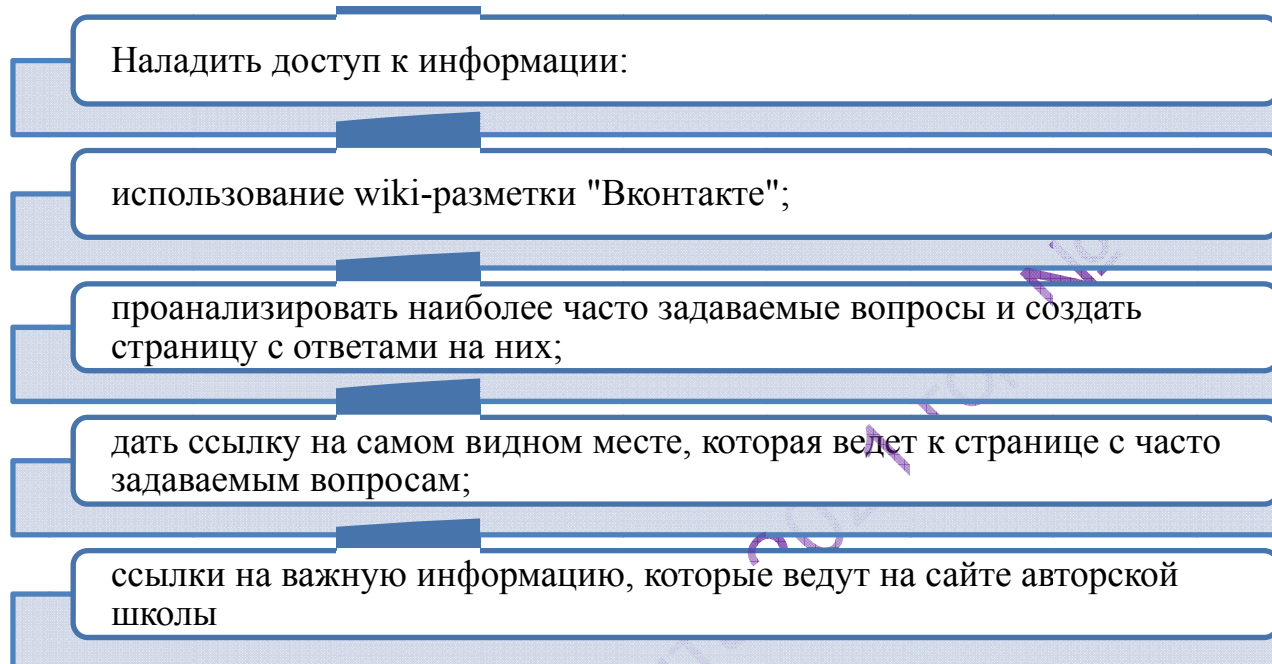 Наладить доступ к информации:
использование wiki-разметки "Вконтакте";
проанализировать наиболее часто задаваемые вопросы и создать
страницу с ответами на них;
дать ссылку на самом видном месте, которая ведет к странице с часто
задаваемым вопросам;
ссылки на важную информацию, которые ведут на сайте авторской
школы